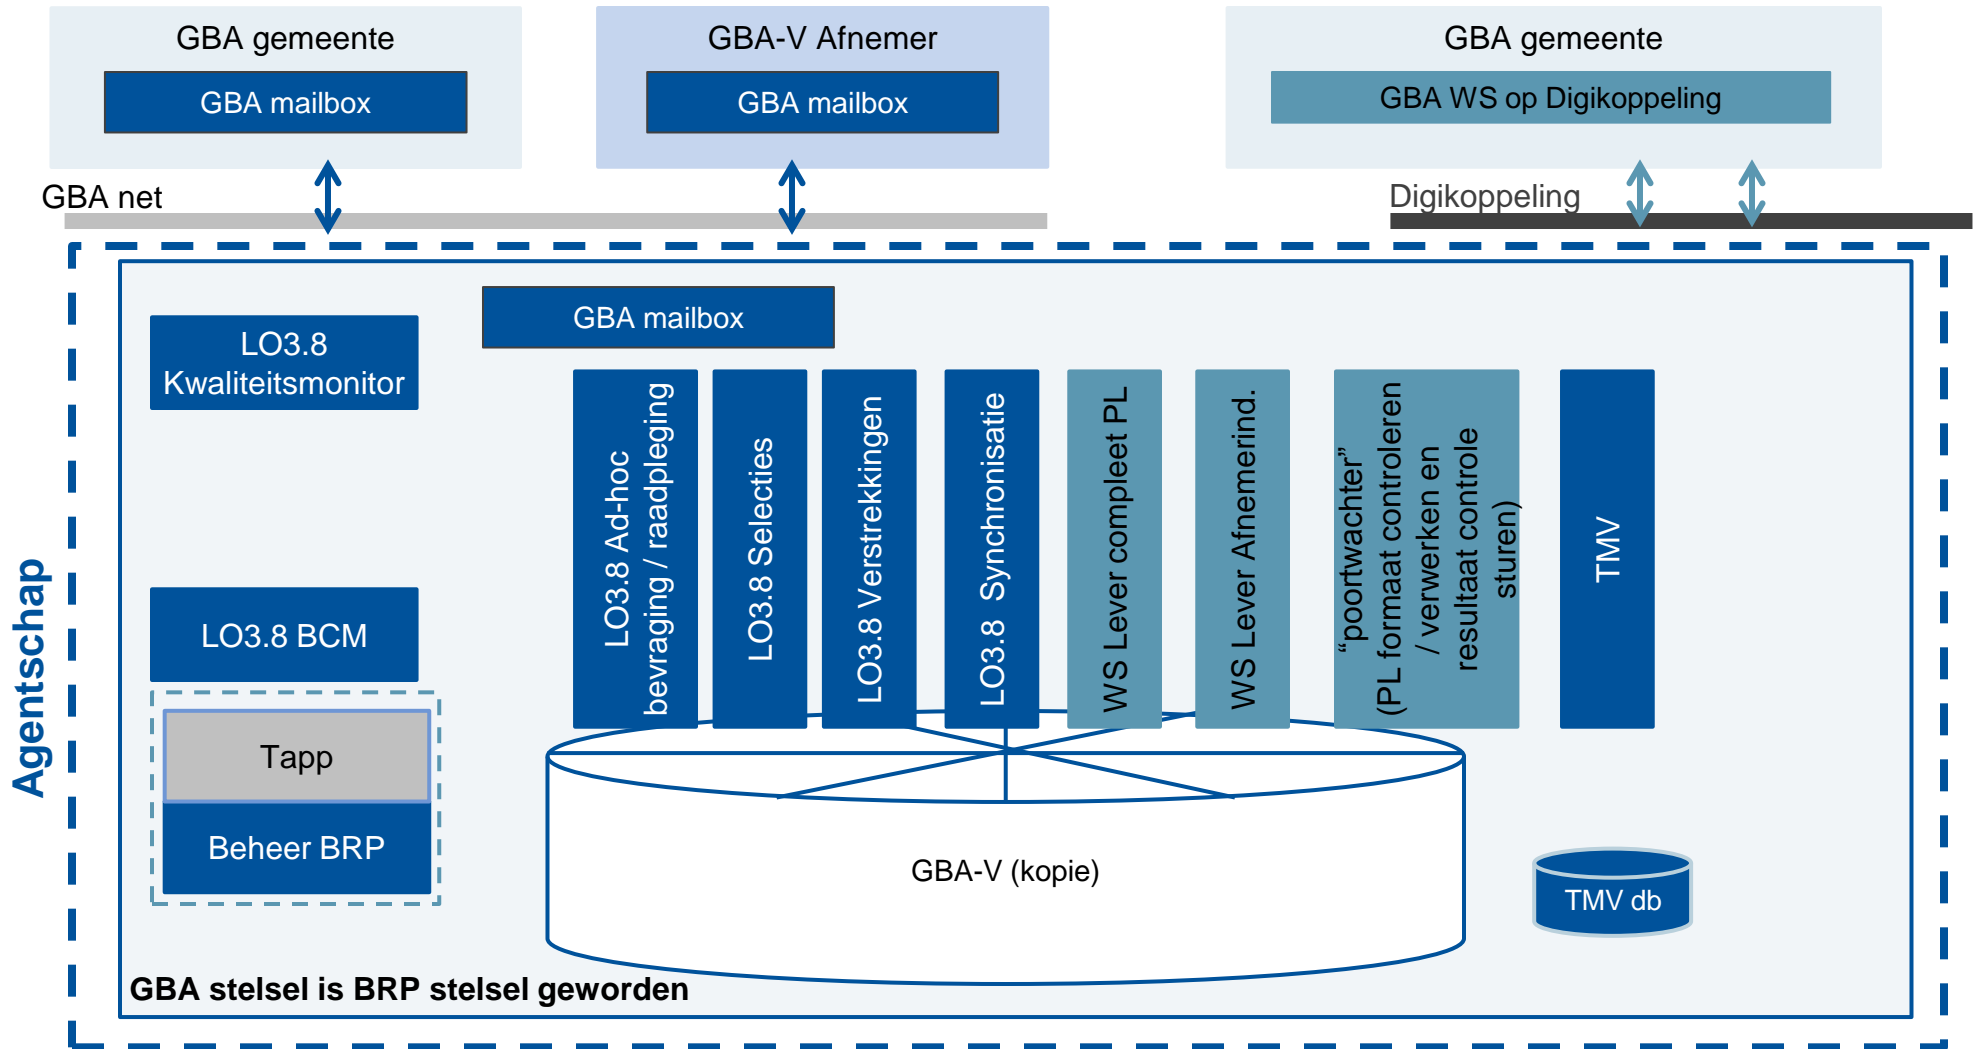 GBA gemeente
GBA mailbox
GBA-V Afnemer
GBA mailbox
GBA gemeente
GBA WS op Digikoppeling
GBA net
Digikoppeling
Agentschap
GBA mailbox
LO3.8
Kwaliteitsmonitor
LO3.8 BCM
Tapp
Beheer BRP
LO3.8 Ad-hoc
bevraging / raadpleging
LO3.8 Selecties
LO3.8 Verstrekkingen
LO3.8 Synchronisatie
WS Lever compleet PL
WS Lever Afnemerind.
“poortwachter”
(PL formaat controleren
/ verwerken en
resultaat controle
sturen)
TMV
GBA-V (kopie)
TMV db
GBA stelsel is BRP stelsel geworden